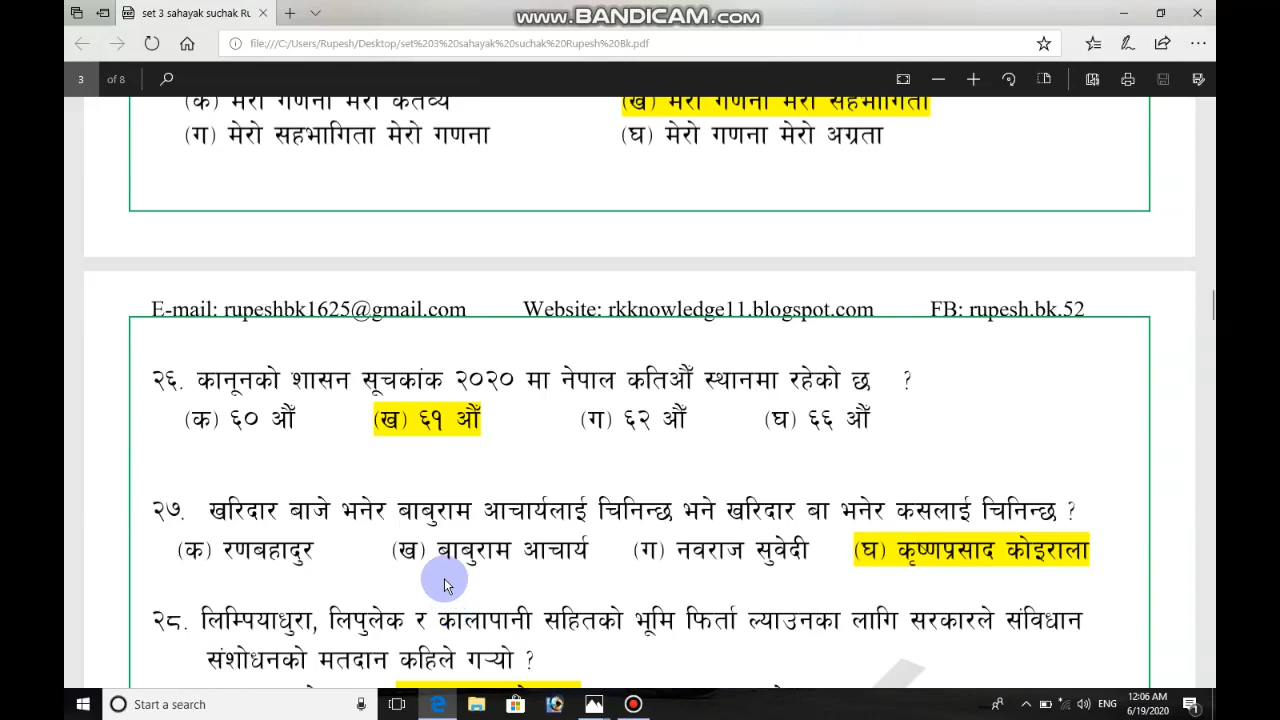 www.BANDICAM.com
set 3 sahayak suchak Ru
file:///C:/Users/Rupesh/Desktop/set%203%20sahayak%20suchak%20Rupesh%20Bk.pdf
3 of 8
(क) मेरो गणना मेरो कर्तव्य (ख) मेरो गणना मेरो सहभागिता
(ग) मेरो सहभागिता मेरो गणना (घ) मेरो गणना मेरो अग्रता
E-mail: rupeshbk1625@gmail.com Website: rkknowledge11.blogspot.com FB: rupesh.bk.52
२६. कानूनको शासन सूचकांक २०२० मा नेपाल कतिऔँ स्थानमा रहेको छ ?
(क) ६० औँ (ख) ६१ औँ (ग) ६२ औँ (घ) ६६ औँ
२७. खरिदार बाजे भनेर बाबुराम आचार्यलाई चिनिन्छ भने खरिदार बा भनेर कसलाई चिनिन्छ ?
(क) रणबहादुर (ख) बाबुराम आचार्य (ग) नवराज सुवेदी (घ) कृष्णप्रसाद कोइराला
२८. लिम्पियाधुरा, लिपुलेक र कालापानी सहितको भूमि फिर्ता ल्याउनका लागि सरकारले संविधान
संशोधनको मतदान कहिले गर्‍यो ?
Start a search
ENG
12:06 AM
6/19/2020